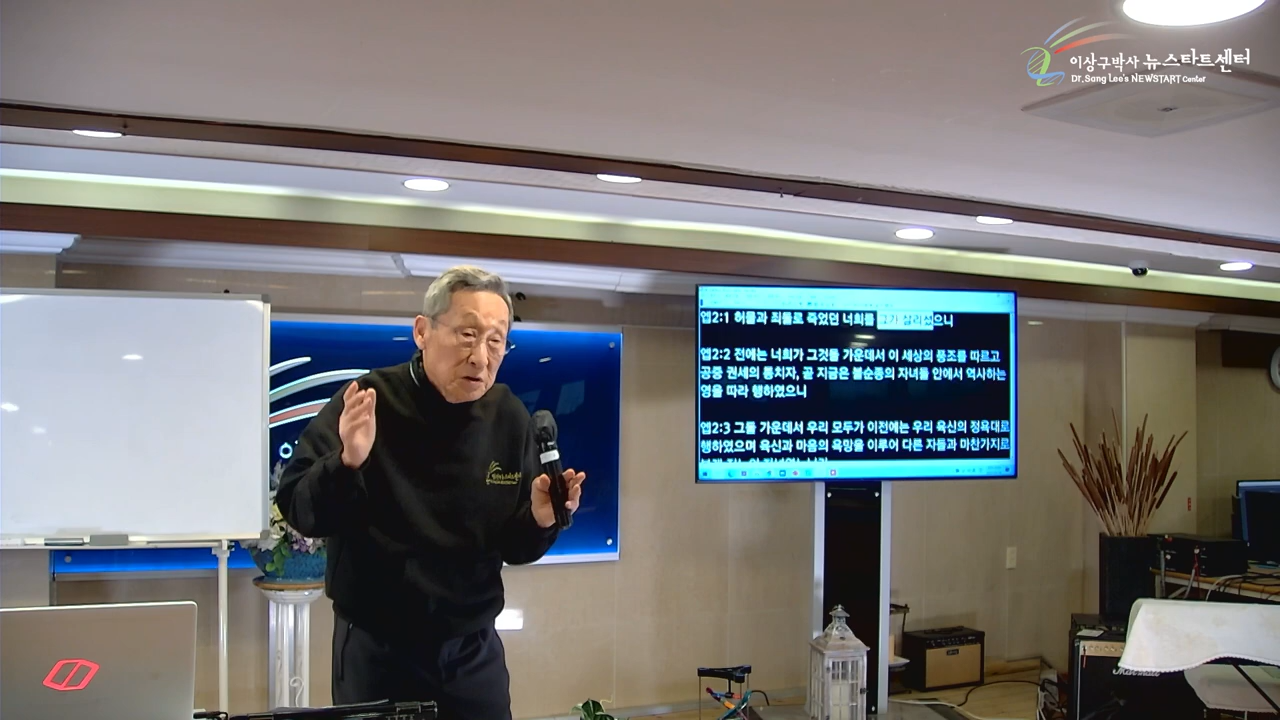 이상구박사 뉴스타트센터
Dr. Sang Lee's NEWSTART Center
엡2:1 허물과 죄들로 죽었던 너희를 그가 살리셨으니
엡2:2 전에는 너희가 그것들 가운데서 이 세상의 풍조를 따르고
공중 권세의 통치자, 곧 지금은 불순종의 자녀들 안에서 역사하는
영을 따라 행하였으니
엡2:3 그들 가운데서 우리 모두가 이전에는 우리 육신의 정욕대로
행하였으며 육신과 마음의 욕망을 이루어 다른 자들과 마찬가지로
Marshall